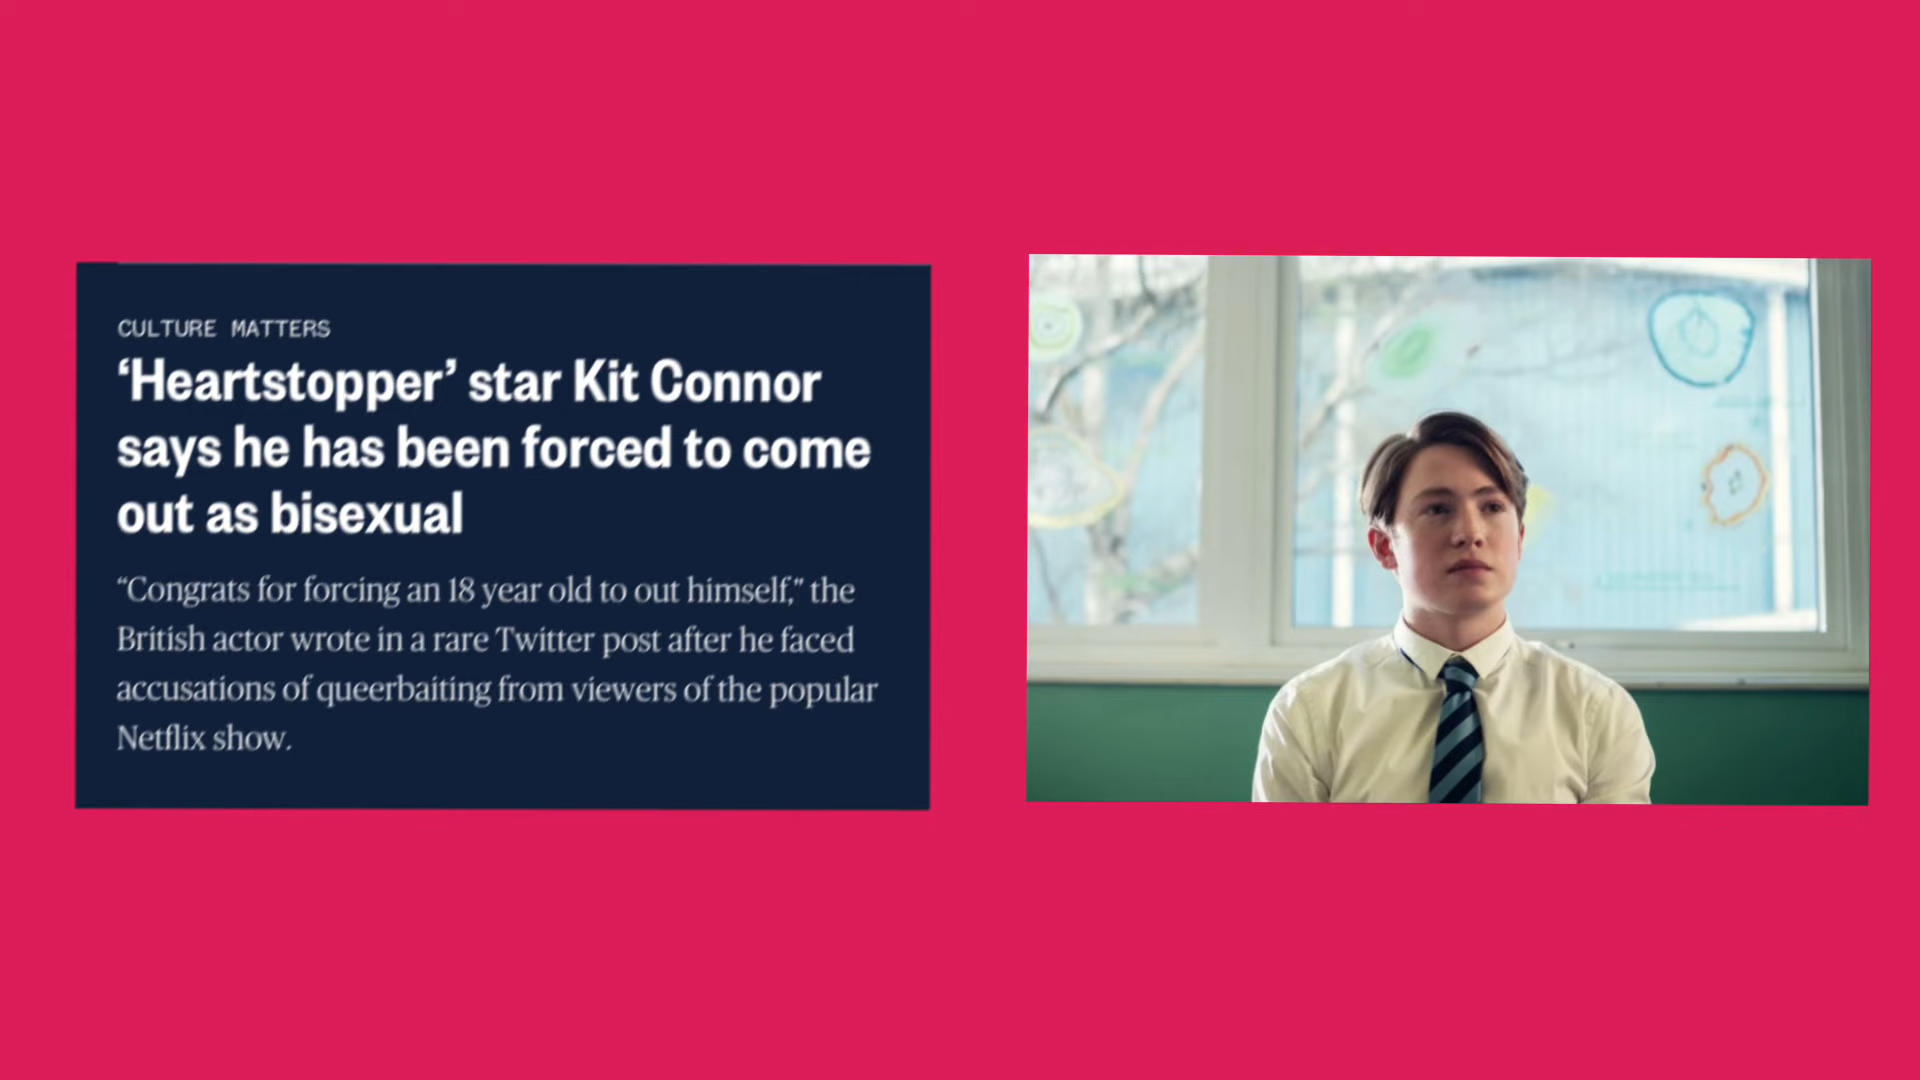 CULTURE MATTERS
‘Heartstopper’ star Kit Connor
says he has been forced to come
out as bisexual
“Congrats for forcing an 18 year old to out himself,” the
British actor wrote in a rare Twitter post after he faced
accusations of queerbaiting from viewers of the popular
Netflix show.